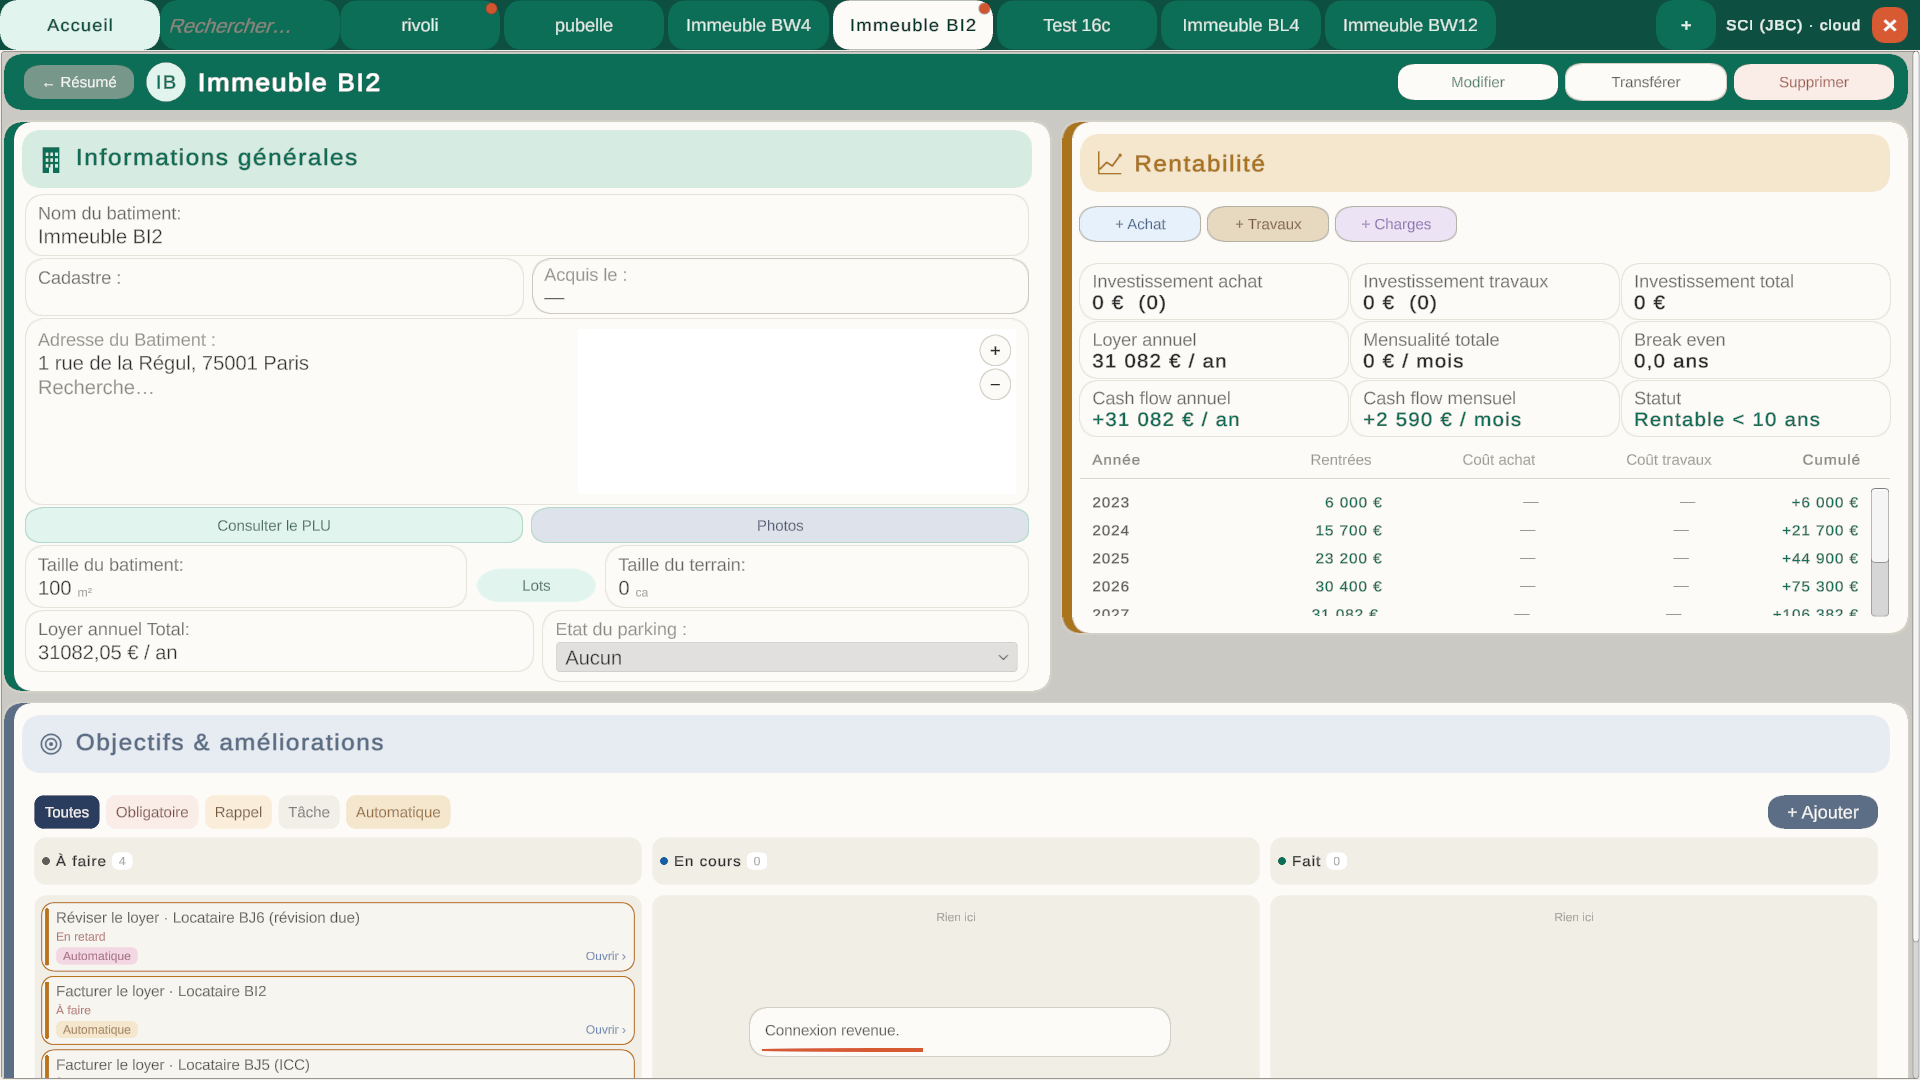 Accueil
Rechercher...
rivoli
pubelle
Immeuble BW4
Immeuble BI2
Test 16c
Immeuble BL4
Immeuble BW12
+
SCI (JBC) · cloud
×
← Résumé
IB
Immeuble BI2
Modifier
Transférer
Supprimer
Informations générales
Nom du batiment:
Immeuble BI2
Cadastre :
Acquis le :
—
Adresse du Batiment :
1 rue de la Régul, 75001 Paris
Recherche…
+
−
Consulter le PLU
Photos
Taille du batiment:
100 m²
Lots
Taille du terrain:
0 ca
Loyer annuel Total:
31082,05 € / an
Etat du parking :
Aucun
Rentabilité
+ Achat
+ Travaux
+ Charges
Investissement achat
0 € (0)
Investissement travaux
0 € (0)
Investissement total
0 €
Loyer annuel
31 082 € / an
Mensualité totale
0 € / mois
Break even
0,0 ans
Cash flow annuel
+31 082 € / an
Cash flow mensuel
+2 590 € / mois
Statut
Rentable < 10 ans
Année Rentrées Coût achat Coût travaux Cumulé
2023 6 000 € — — +6 000 €
2024 15 700 € — — +21 700 €
2025 23 200 € — — +44 900 €
2026 30 400 € — — +75 300 €
2027 31 082 € — — +106 382 €
Objectifs & améliorations
Toutes
Obligatoire
Rappel
Tâche
Automatique
+ Ajouter
À faire 4
En cours 0
Fait 0
Réviser le loyer · Locataire BJ6 (révision due)
En retard
Automatique
Ouvrir ›
Facturer le loyer · Locataire BI2
À faire
Automatique
Ouvrir ›
Facturer le loyer · Locataire BJ5 (ICC)
Rien ici
Rien ici
Connexion revenue.